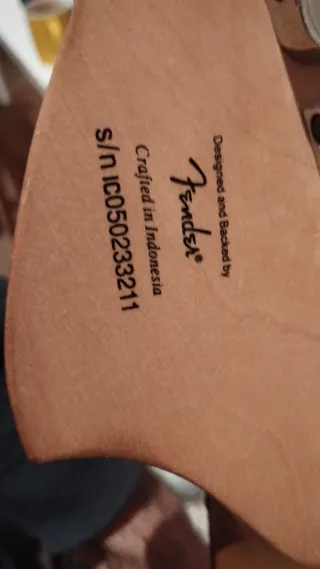 Designed and Backed by
Fender®
Crafted in Indonesia
s/n IC050233211